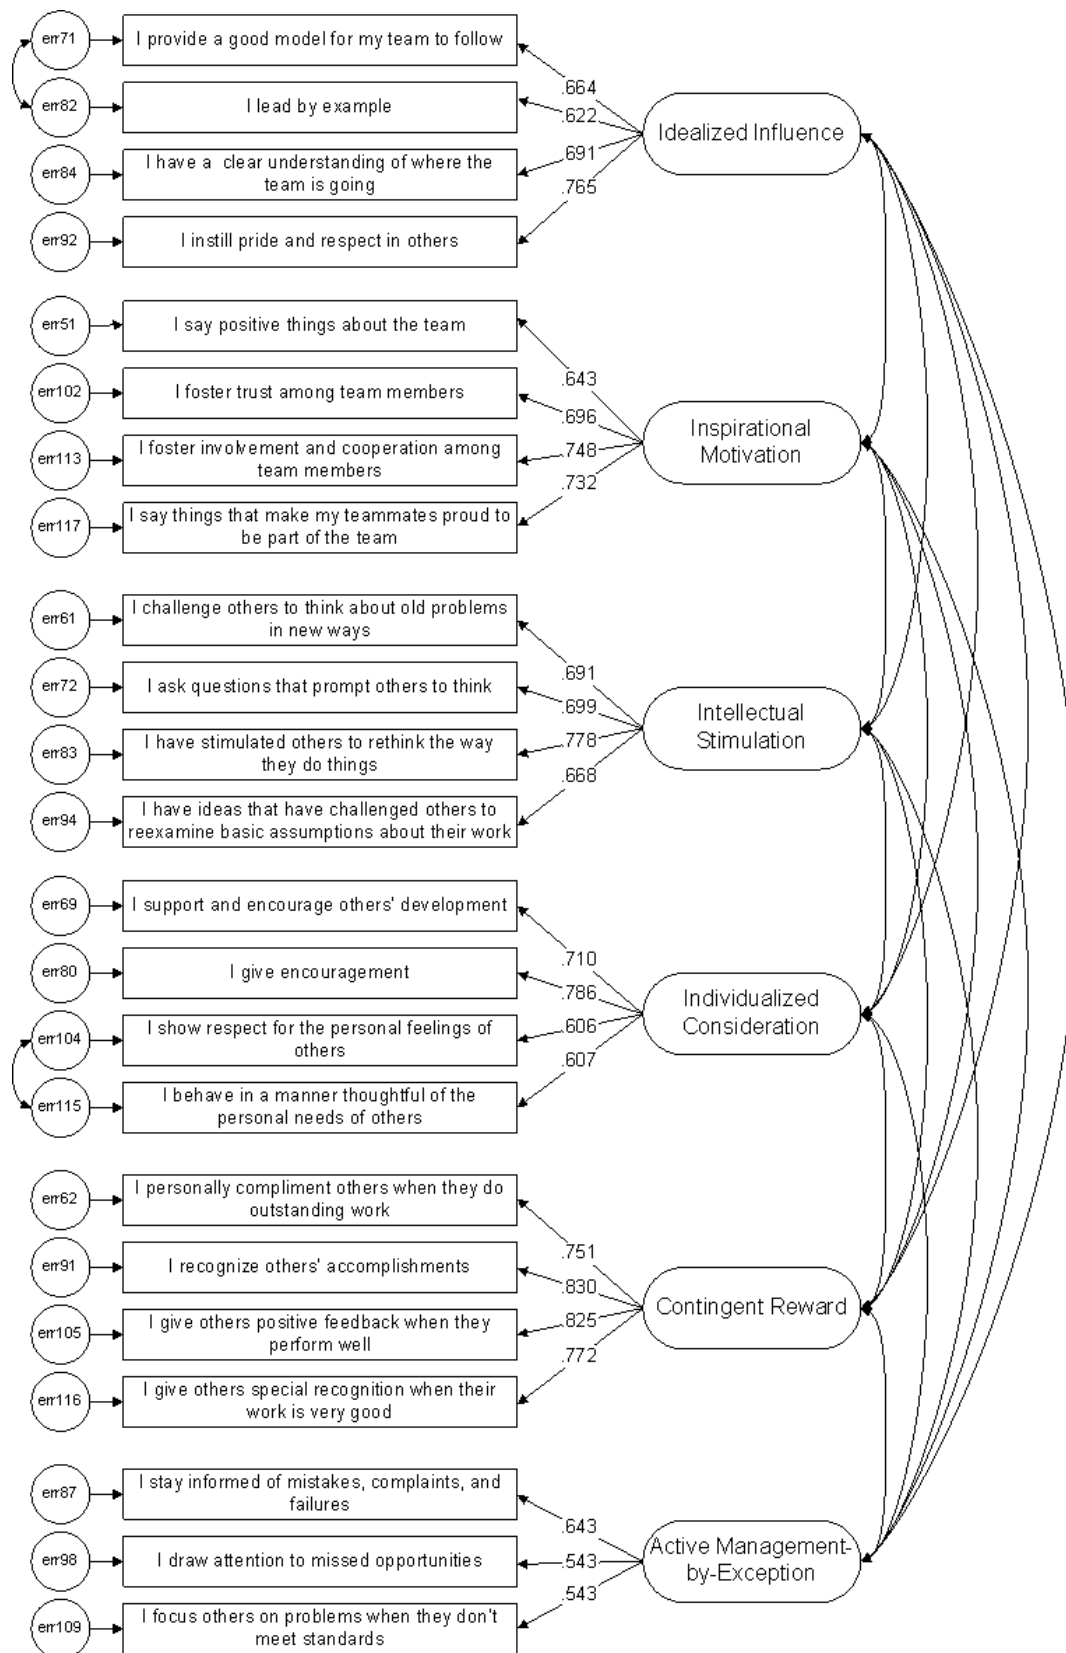 err71
I provide a good model for my team to follow
.664
err82
I lead by example
.622
Idealized Influence
err84
I have a clear understanding of where the
team is going
.691
.765
err92
I instill pride and respect in others
err51
I say positive things about the team
.643
err102
I foster trust among team members
.696
Inspirational
Motivation
err113
I foster involvement and cooperation among
team members
.748
.732
err117
I say things that make my teammates proud to
be part of the team
err61
I challenge others to think about old problems
in new ways
.691
err72
I ask questions that prompt others to think
.699
Intellectual
Stimulation
err83
I have stimulated others to rethink the way
they do things
.778
.668
err94
I have ideas that have challenged others to
reexamine basic assumptions about their work
err69
I support and encourage others' development
.710
err80
I give encouragement
.786
Individualized
Consideration
err104
I show respect for the personal feelings of
others
.606
.607
err115
I behave in a manner thoughtful of the
personal needs of others
err62
I personally compliment others when they do
outstanding work
.751
err91
I recognize others' accomplishments
.830
Contingent Reward
err105
I give others positive feedback when they
perform well
.825
.772
err116
I give others special recognition when their
work is very good
err87
I stay informed of mistakes, complaints, and
failures
.643
err98
I draw attention to missed opportunities
.543
Active Management-
by-Exception
.543
err109
I focus others on problems when they don't
meet standards